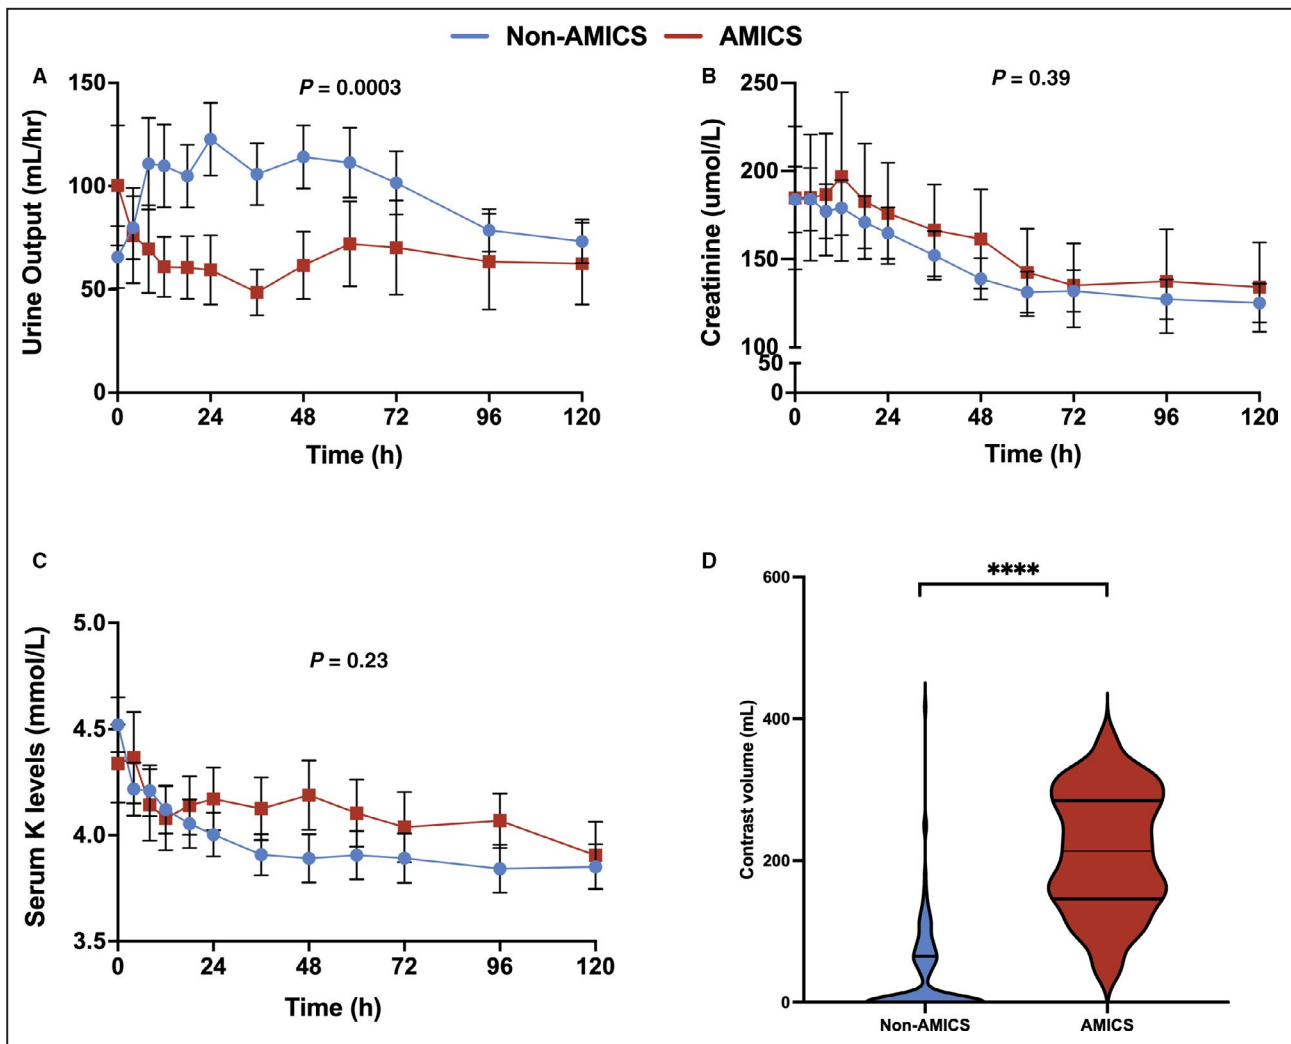 Non-AMICS AMICS
A
P = 0.0003
Urine Output (mL/hr)
150
100
50
0
0 24 48 72 96 120
Time (h)
B
P = 0.39
Creatinine (umol/L)
250
200
150
100
50
0
0 24 48 72 96 120
Time (h)
C
P = 0.23
Serum K levels (mmol/L)
5.0
4.5
4.0
3.5
0 24 48 72 96 120
Time (h)
D
****
Contrast volume (mL)
600
400
200
0
Non-AMICS AMICS